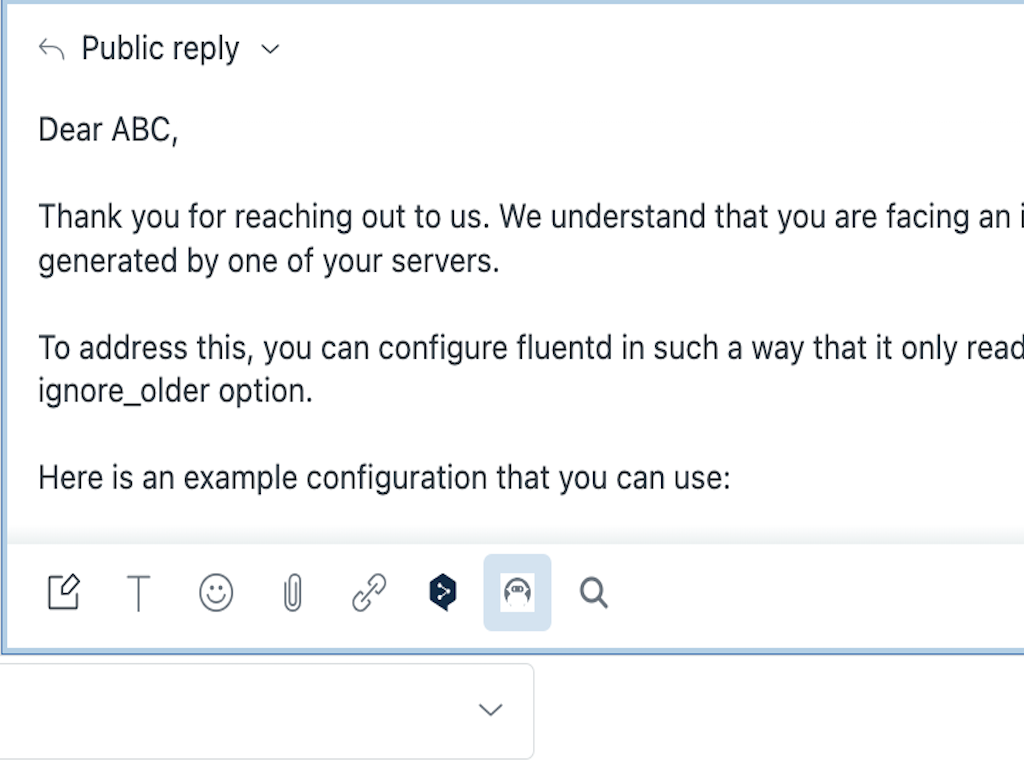 Public reply
Dear ABC,
Thank you for reaching out to us. We understand that you are facing an
generated by one of your servers.
To address this, you can configure fluentd in such a way that it only read
ignore_older option.
Here is an example configuration that you can use: